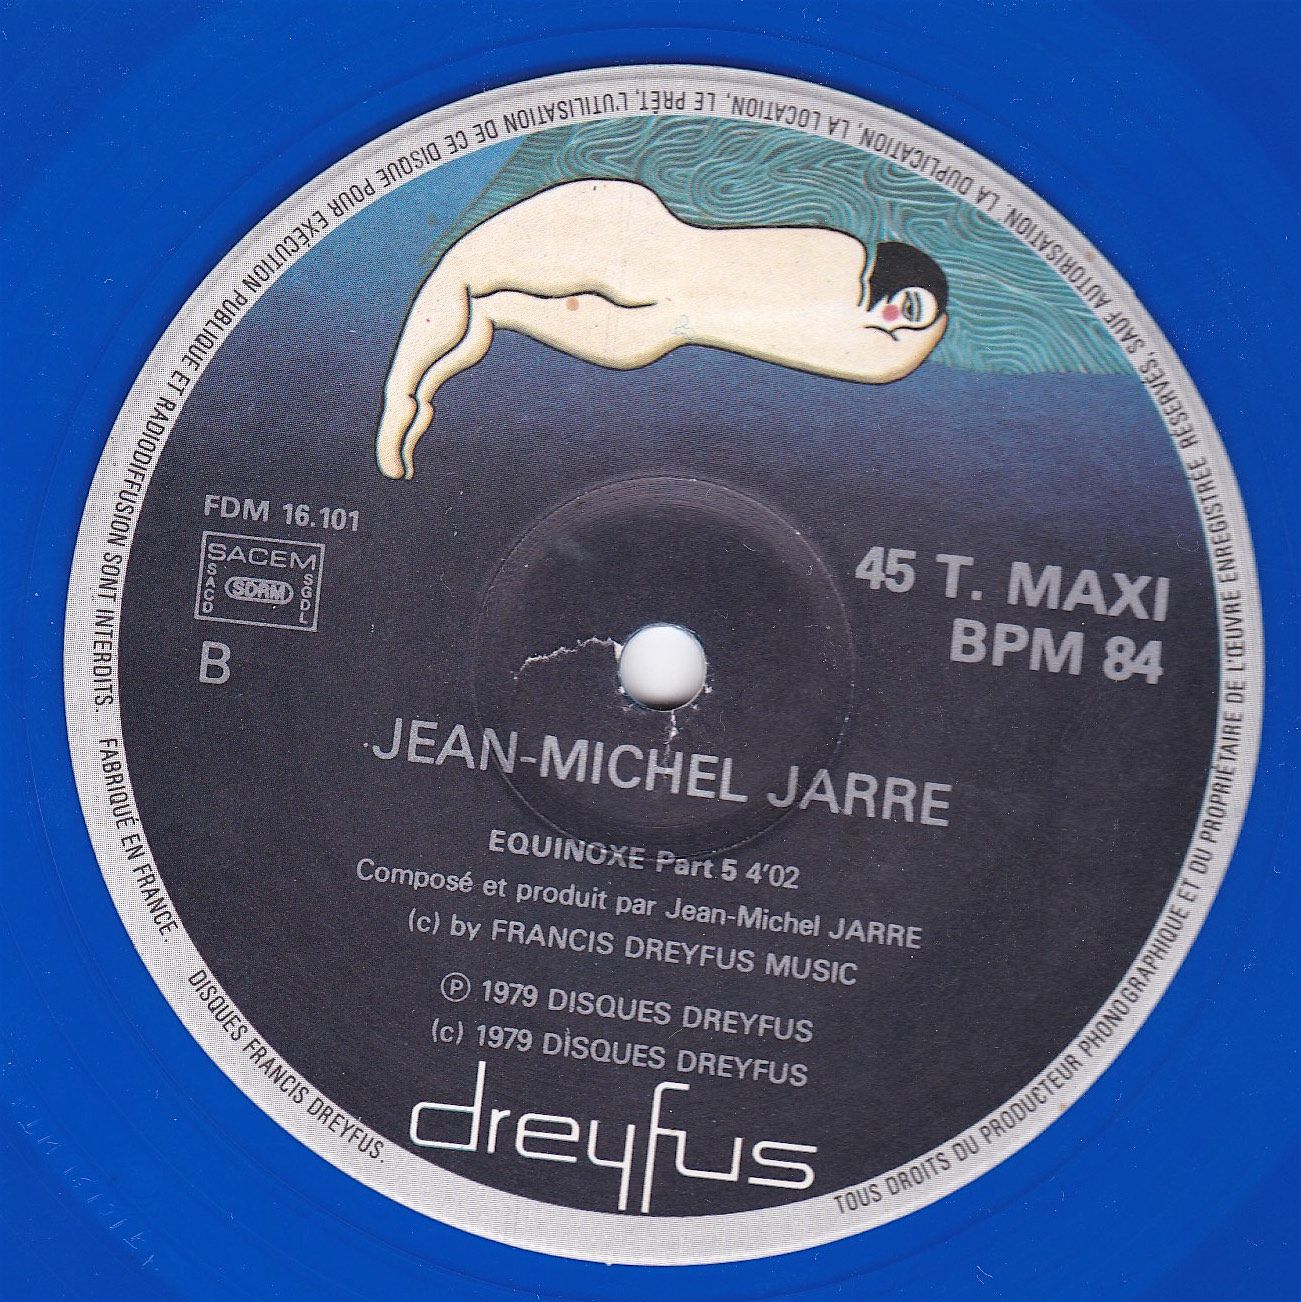 FDM 16.101
SACEM
SACD
SDRM
SGDL
B
45 T. MAXI
BPM 84
JEAN-MICHEL JARRE
EQUINOXE Part 5 4'02
Composé et produit par Jean-Michel JARRE
(c) by FRANCIS DREYFUS MUSIC
℗ 1979 DISQUES DREYFUS
(c) 1979 DISQUES DREYFUS
dreyfus
TOUS DROITS DU PRODUCTEUR PHONOGRAPHIQUE ET DU PROPRIÉTAIRE DE L'ŒUVRE ENREGISTRÉE RÉSERVÉS, SAUF AUTORISATION, LA DUPLICATION, LA LOCATION, LE PRÊT, L'UTILISATION DE CE DISQUE POUR EXÉCUTION PUBLIQUE ET RADIODIFFUSION SONT INTERDITS. FABRIQUÉ EN FRANCE.
DISQUES FRANCIS DREYFUS.